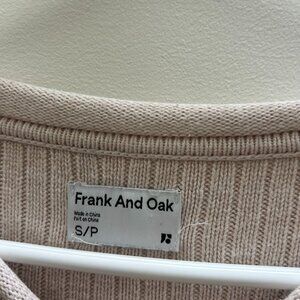 Frank And Oak
Made in China
Fait en Chine
S/P